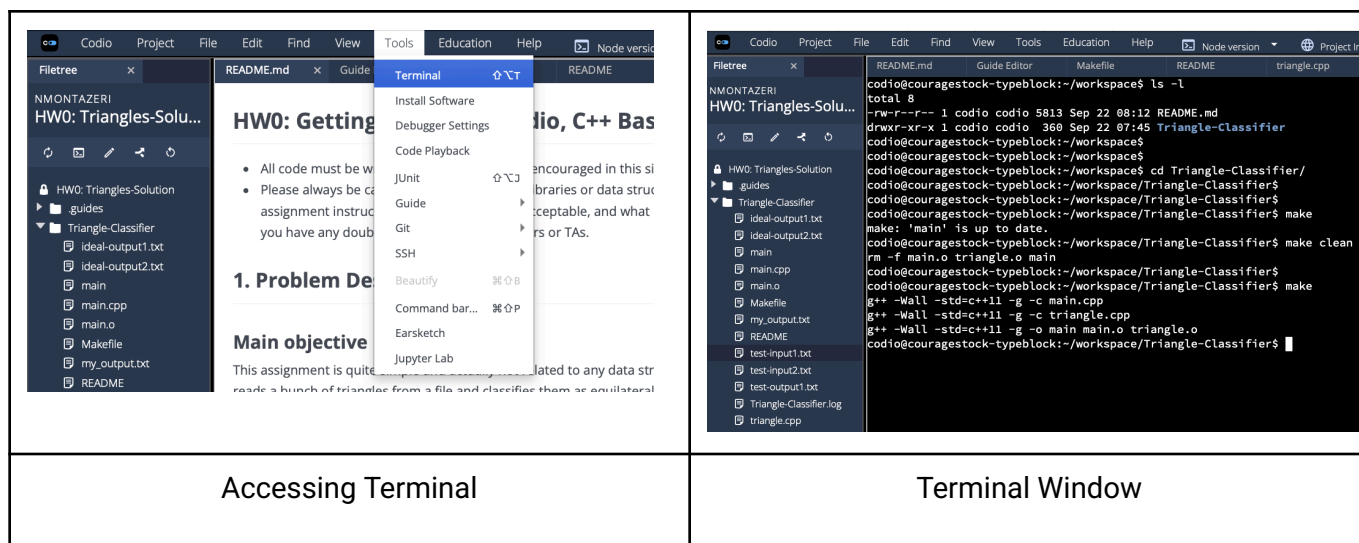 Codio Project File Edit Find View Tools Education Help Node versio
Filetree × README.md × Guide README
NMONTAZERI
HW0: Triangles-Solu...
HW0: Triangles-Solution
.guides
Triangle-Classifier
ideal-output1.txt
ideal-output2.txt
main
main.cpp
main.o
Makefile
my_output.txt
README
Terminal ⇧⌥T
Install Software
Debugger Settings
Code Playback
JUnit ⇧⌥J
Guide
Git
SSH
Beautify ⌘⇧B
Command bar... ⌘⇧P
Earsketch
Jupyter Lab
HW0: Getting dio, C++ Bas
All code must be w encouraged in this si
Please always be ca braries or data struc
assignment instruc cceptable, and what
you have any doub rs or TAs.
1. Problem De
Main objective
This assignment is quite lated to any data str
reads a bunch of triangles from a file and classifies them as equilateral
Accessing Terminal
Codio Project File Edit Find View Tools Education Help Node version Project In
Filetree × README.md Guide Editor Makefile README triangle.cpp
NMONTAZERI
HW0: Triangles-Solu...
HW0: Triangles-Solution
.guides
Triangle-Classifier
ideal-output1.txt
ideal-output2.txt
main
main.cpp
main.o
Makefile
my_output.txt
README
test-input1.txt
test-input2.txt
test-output1.txt
Triangle-Classifier.log
triangle.cpp
codio@couragestock-typeblock:~/workspace$ ls -l
total 8
-rw-r--r-- 1 codio codio 5813 Sep 22 08:12 README.md
drwxr-xr-x 1 codio codio 360 Sep 22 07:45 Triangle-Classifier
codio@couragestock-typeblock:~/workspace$
codio@couragestock-typeblock:~/workspace$
codio@couragestock-typeblock:~/workspace$ cd Triangle-Classifier/
codio@couragestock-typeblock:~/workspace/Triangle-Classifier$
codio@couragestock-typeblock:~/workspace/Triangle-Classifier$
codio@couragestock-typeblock:~/workspace/Triangle-Classifier$ make
make: 'main' is up to date.
codio@couragestock-typeblock:~/workspace/Triangle-Classifier$ make clean
rm -f main.o triangle.o main
codio@couragestock-typeblock:~/workspace/Triangle-Classifier$
codio@couragestock-typeblock:~/workspace/Triangle-Classifier$ make
g++ -Wall -std=c++11 -g -c main.cpp
g++ -Wall -std=c++11 -g -c triangle.cpp
g++ -Wall -std=c++11 -g -o main main.o triangle.o
codio@couragestock-typeblock:~/workspace/Triangle-Classifier$
Terminal Window